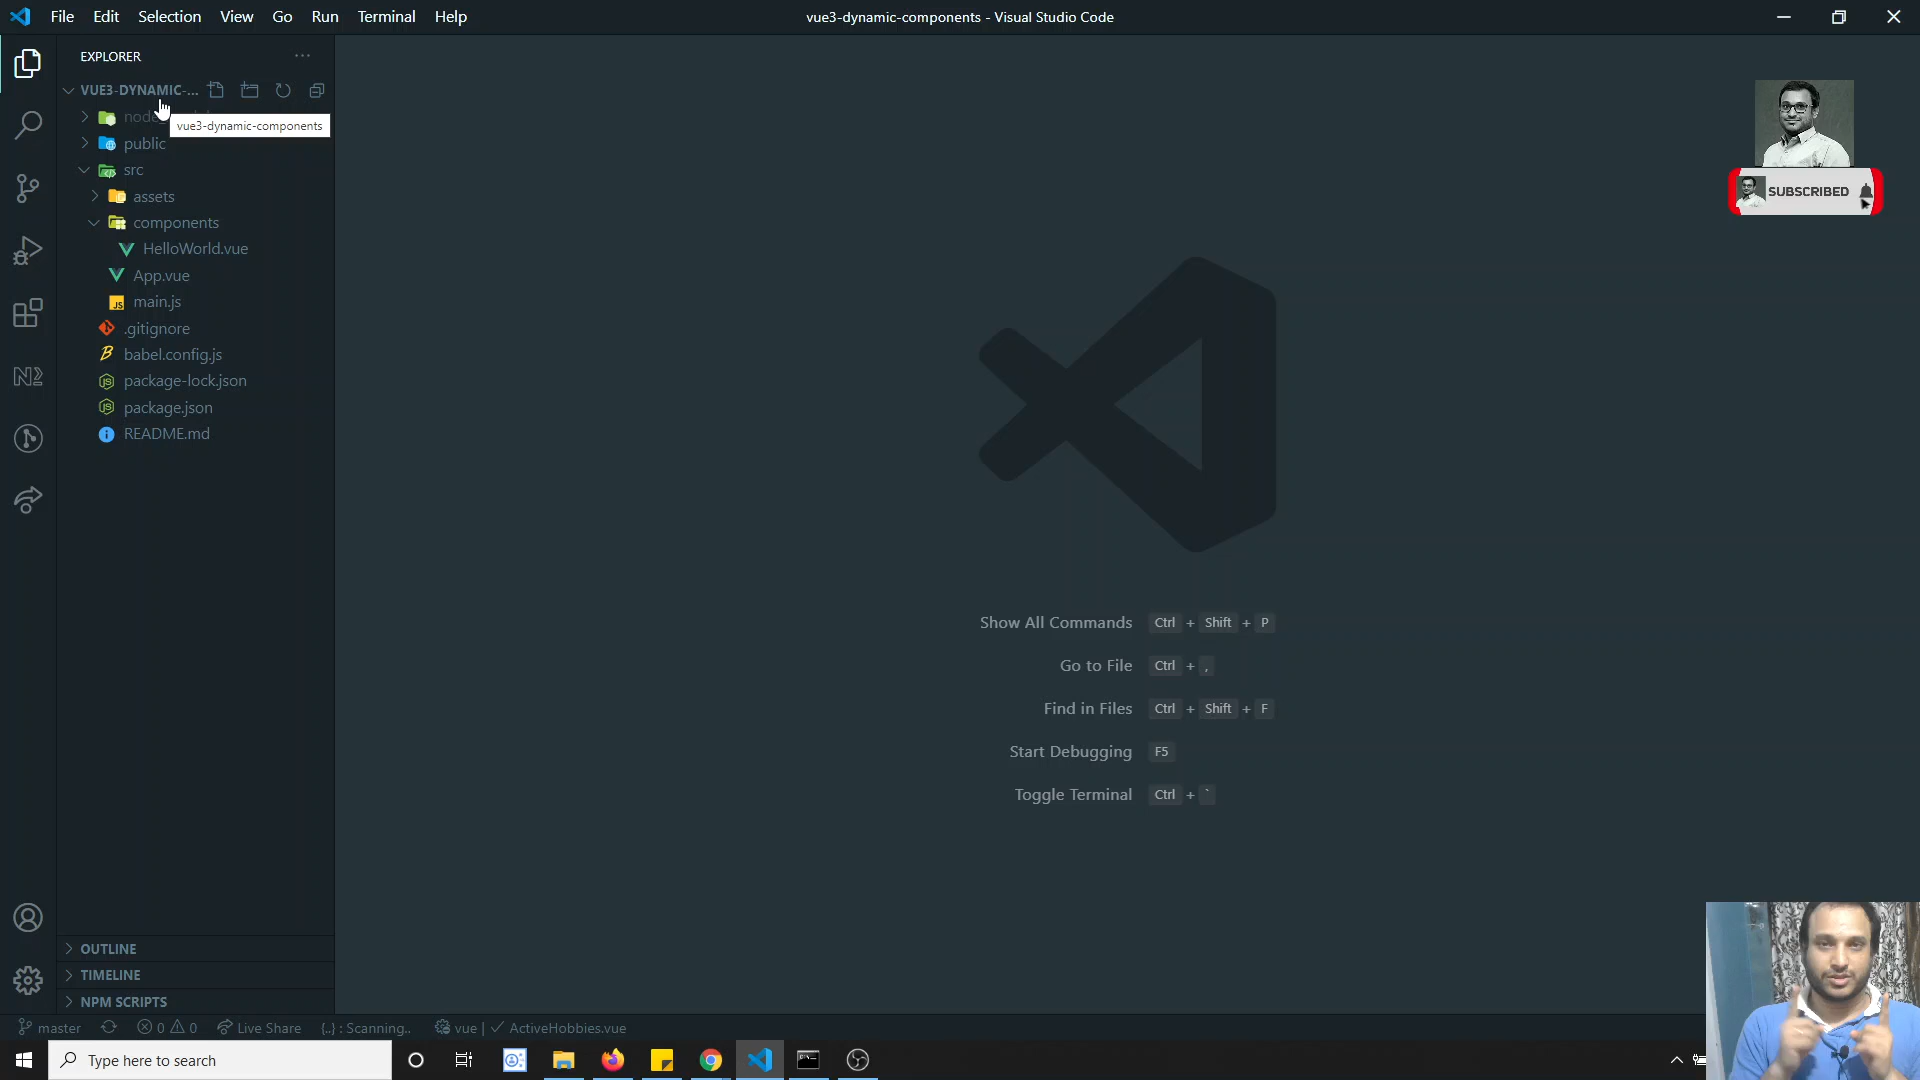 File Edit Selection View Go Run Terminal Help
vue3-dynamic-components - Visual Studio Code
EXPLORER
VUE3-DYNAMIC-...
vue3-dynamic-components
public
src
assets
components
HelloWorld.vue
App.vue
JS main.js
.gitignore
babel.config.js
package-lock.json
package.json
README.md
SUBSCRIBED
Show All Commands Ctrl + Shift + P
Go to File Ctrl + ,
Find in Files Ctrl + Shift + F
Start Debugging F5
Toggle Terminal Ctrl + `
OUTLINE
TIMELINE
NPM SCRIPTS
master 0 0 Live Share {..} : Scanning.. vue | ActiveHobbies.vue
Type here to search